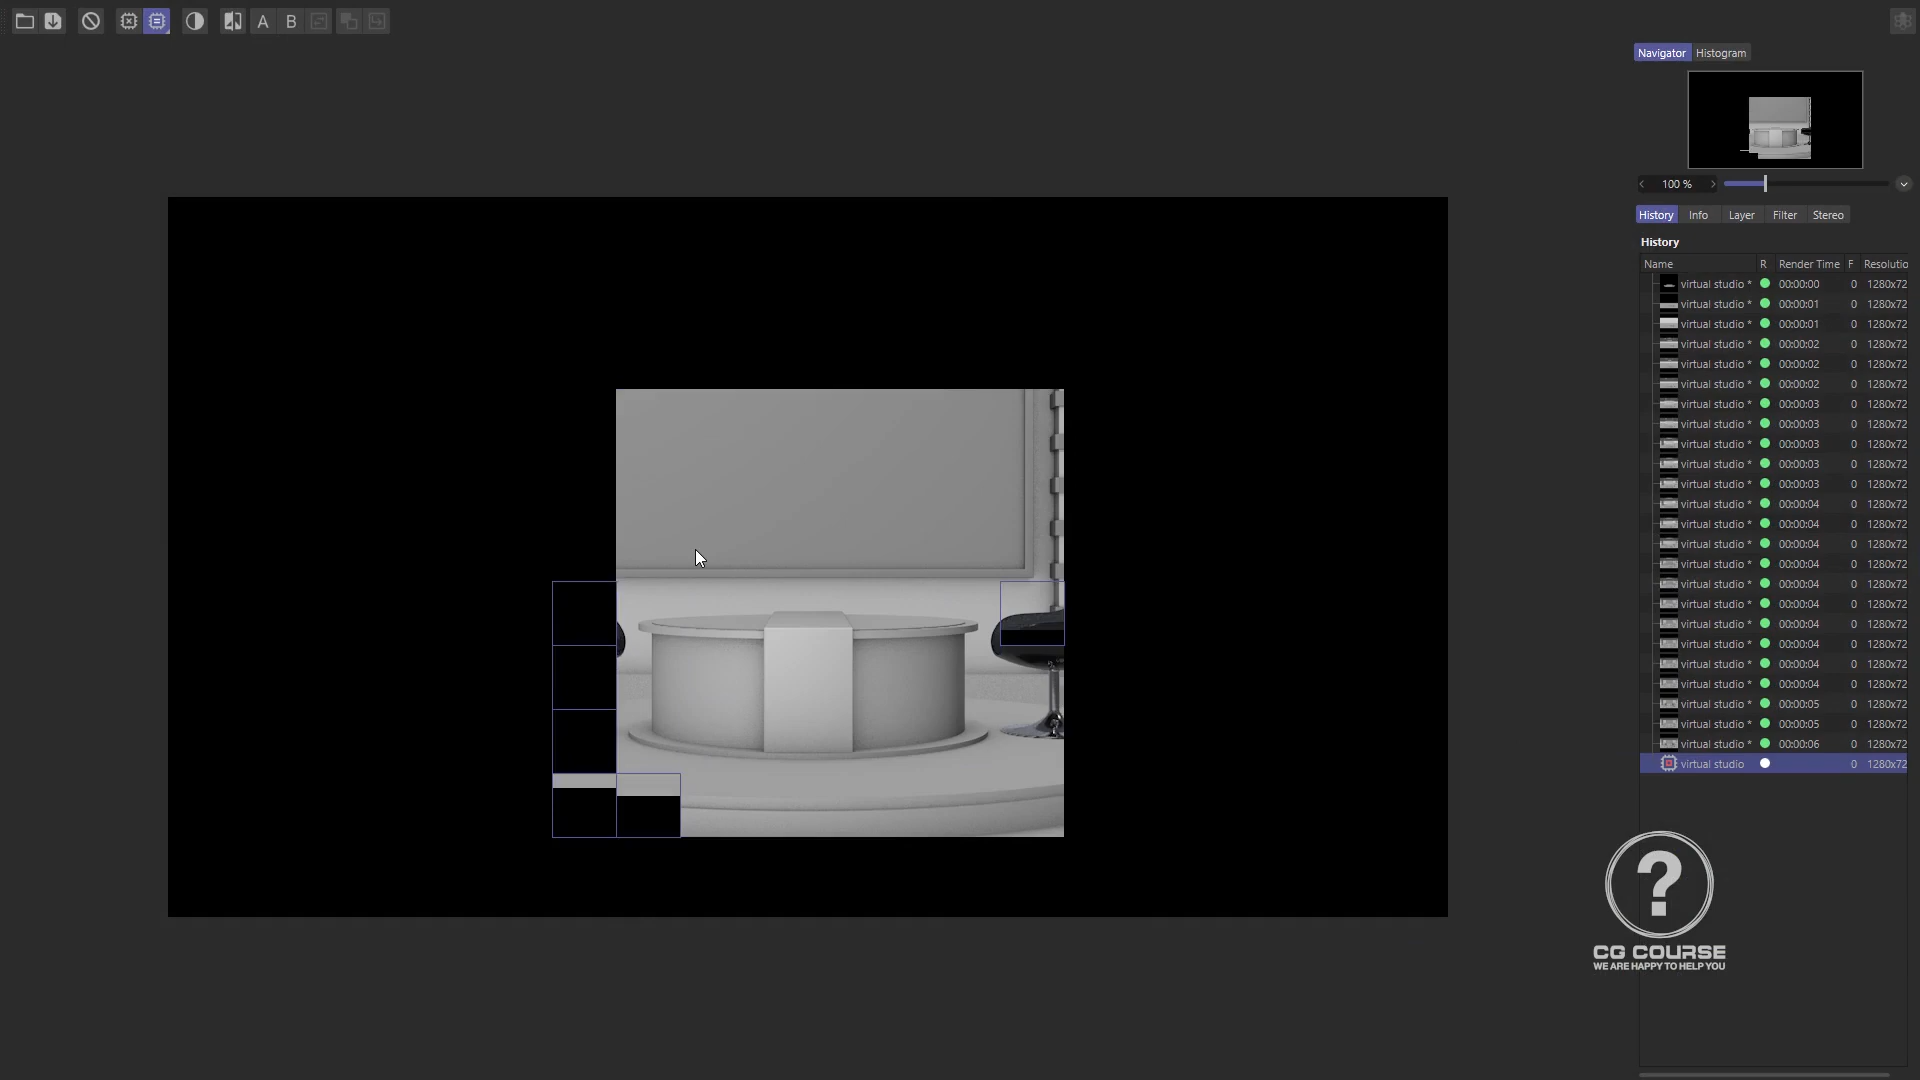 A B
Navigator Histogram
100 %
History Info Layer Filter Stereo
History
Name R Render Time F Resolutio
virtual studio * 00:00:00 0 1280x72
virtual studio * 00:00:01 0 1280x72
virtual studio * 00:00:01 0 1280x72
virtual studio * 00:00:02 0 1280x72
virtual studio * 00:00:02 0 1280x72
virtual studio * 00:00:02 0 1280x72
virtual studio * 00:00:03 0 1280x72
virtual studio * 00:00:03 0 1280x72
virtual studio * 00:00:03 0 1280x72
virtual studio * 00:00:03 0 1280x72
virtual studio * 00:00:03 0 1280x72
virtual studio * 00:00:04 0 1280x72
virtual studio * 00:00:04 0 1280x72
virtual studio * 00:00:04 0 1280x72
virtual studio * 00:00:04 0 1280x72
virtual studio * 00:00:04 0 1280x72
virtual studio * 00:00:04 0 1280x72
virtual studio * 00:00:04 0 1280x72
virtual studio * 00:00:04 0 1280x72
virtual studio * 00:00:04 0 1280x72
virtual studio * 00:00:04 0 1280x72
virtual studio * 00:00:05 0 1280x72
virtual studio * 00:00:05 0 1280x72
virtual studio * 00:00:06 0 1280x72
virtual studio 0 1280x72
?
CG COURSE
WE ARE HAPPY TO HELP YOU